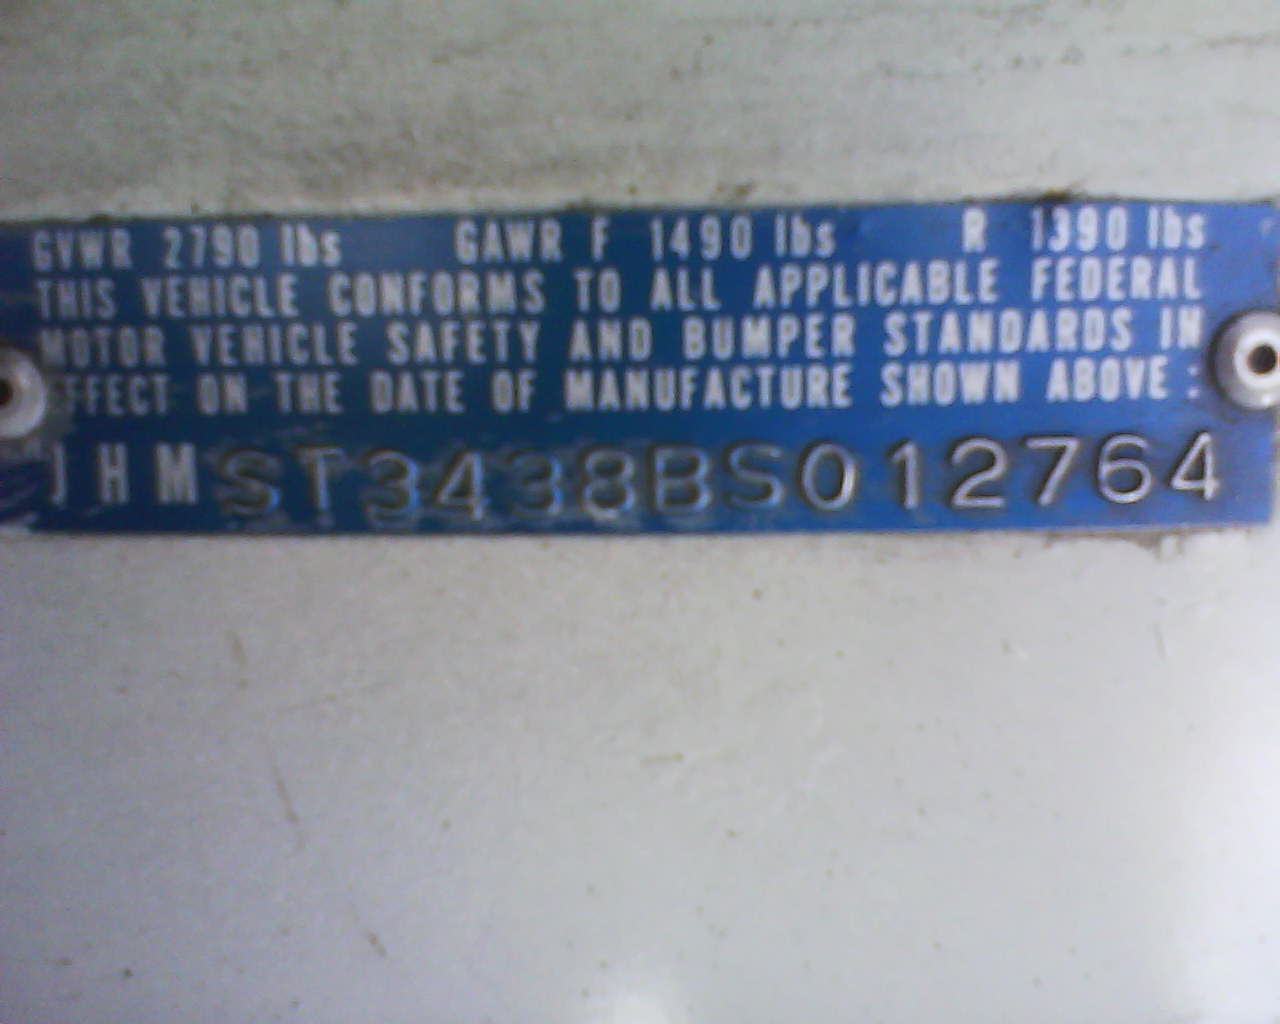 GVWR 2790 lbs GAWR F 1490 lbs R 1390 lbs
THIS VEHICLE CONFORMS TO ALL APPLICABLE FEDERAL
MOTOR VEHICLE SAFETY AND BUMPER STANDARDS IN
EFFECT ON THE DATE OF MANUFACTURE SHOWN ABOVE:
JHMST3438BS012764